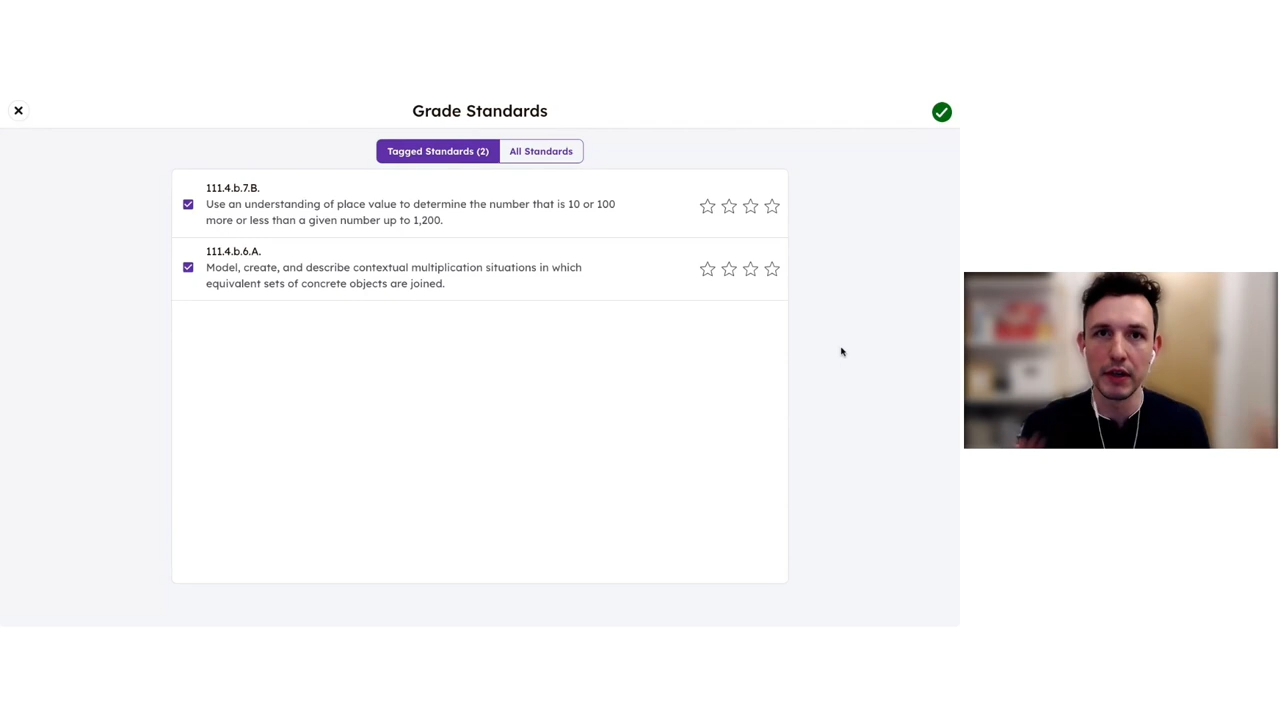 Grade Standards
Tagged Standards (2)
All Standards
111.4.b.7.B.
Use an understanding of place value to determine the number that is 10 or 100
more or less than a given number up to 1,200.
111.4.b.6.A.
Model, create, and describe contextual multiplication situations in which
equivalent sets of concrete objects are joined.